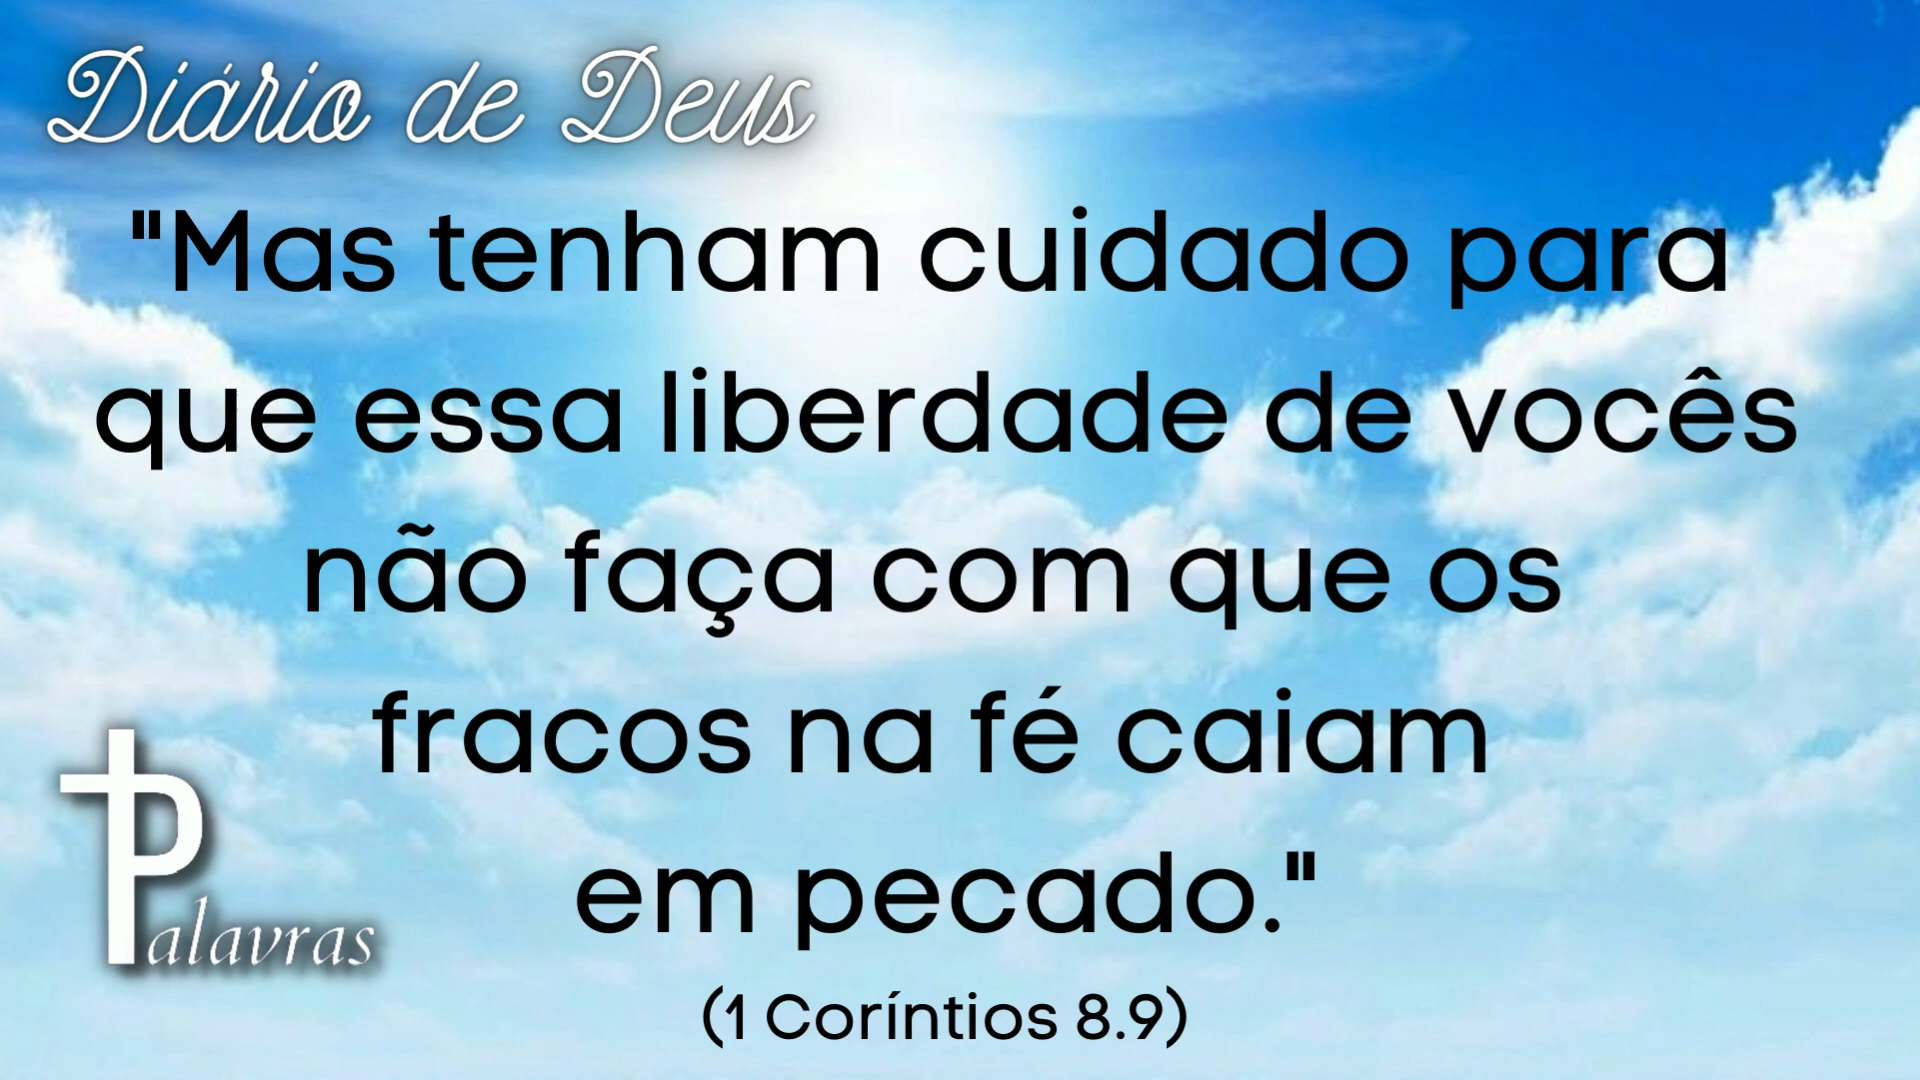 Diário de Deus
"Mas tenham cuidado para
que essa liberdade de vocês
não faça com que os
fracos na fé caiam
em pecado."
Palavras
(1 Coríntios 8.9)